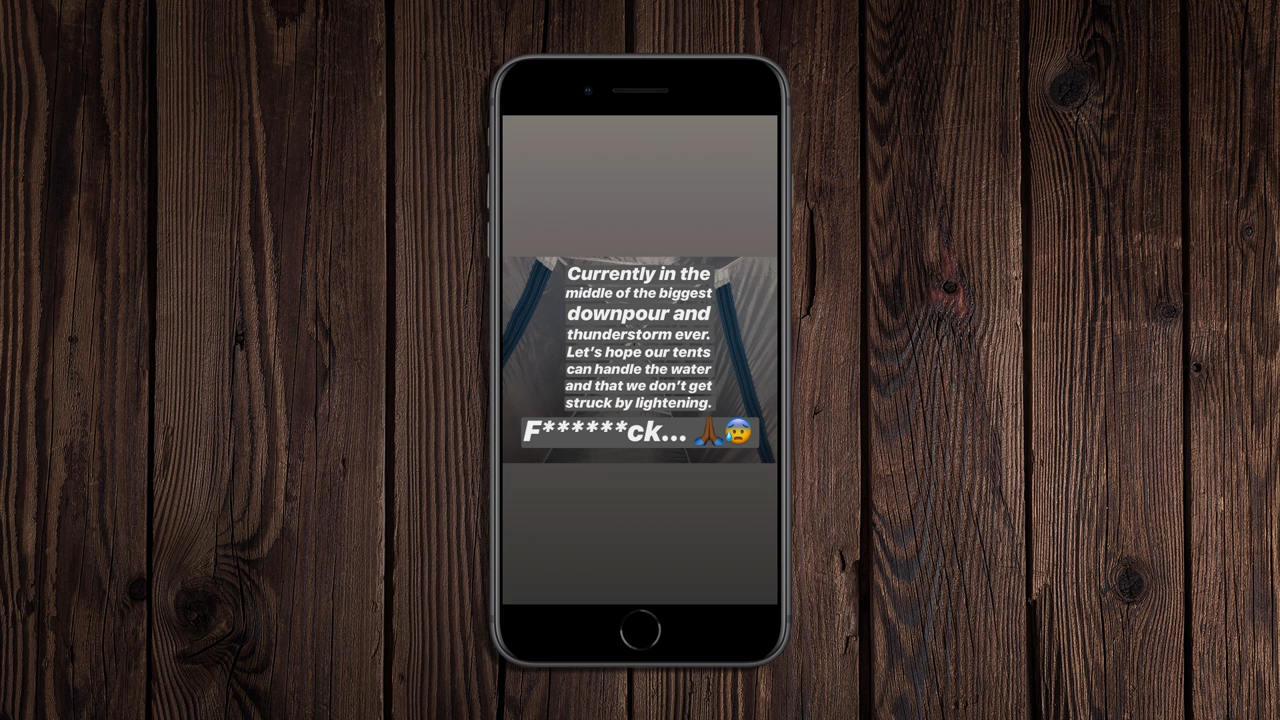 Currently in the
middle of the biggest
downpour and
thunderstorm ever.
Let's hope our tents
can handle the water
and that we don't get
struck by lightening.
F******ck... 🙏🏾😰